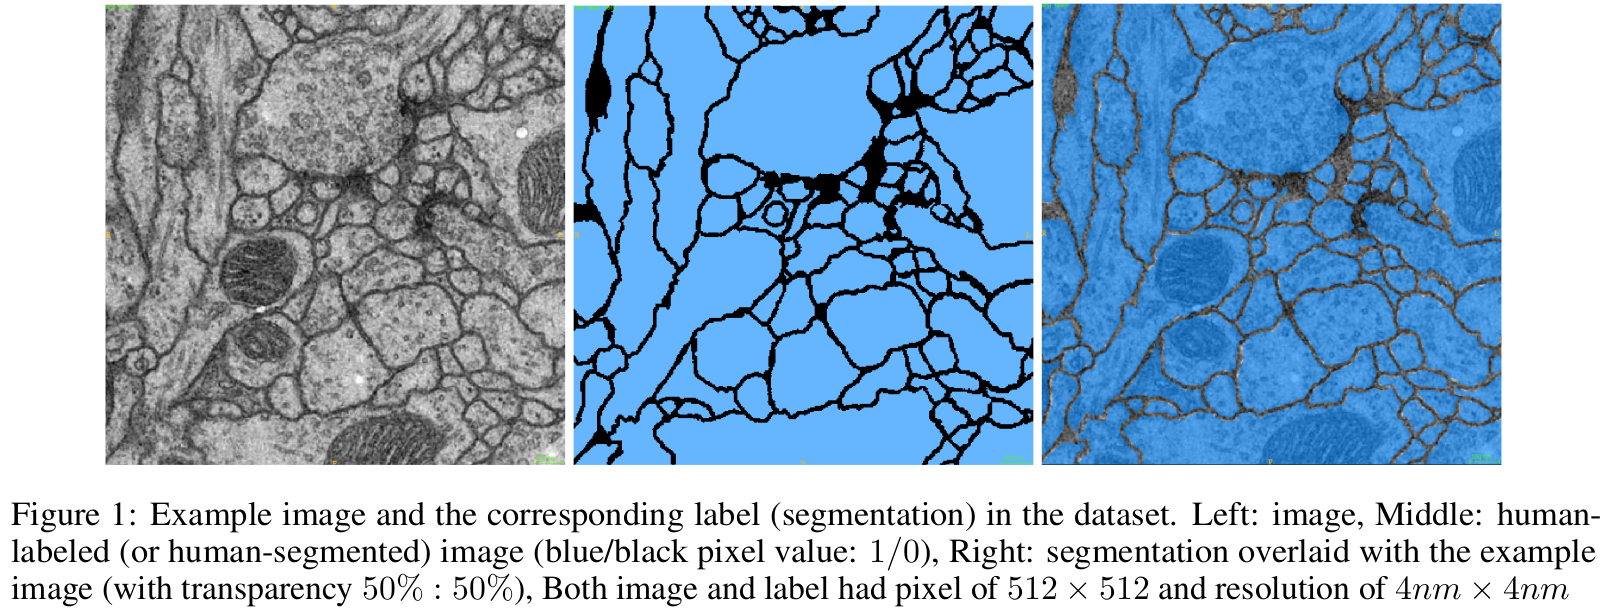 Figure 1: Example image and the corresponding label (segmentation) in the dataset. Left: image, Middle: human-
labeled (or human-segmented) image (blue/black pixel value: 1/0), Right: segmentation overlaid with the example
image (with transparency 50% : 50%), Both image and label had pixel of 512 × 512 and resolution of 4nm × 4nm